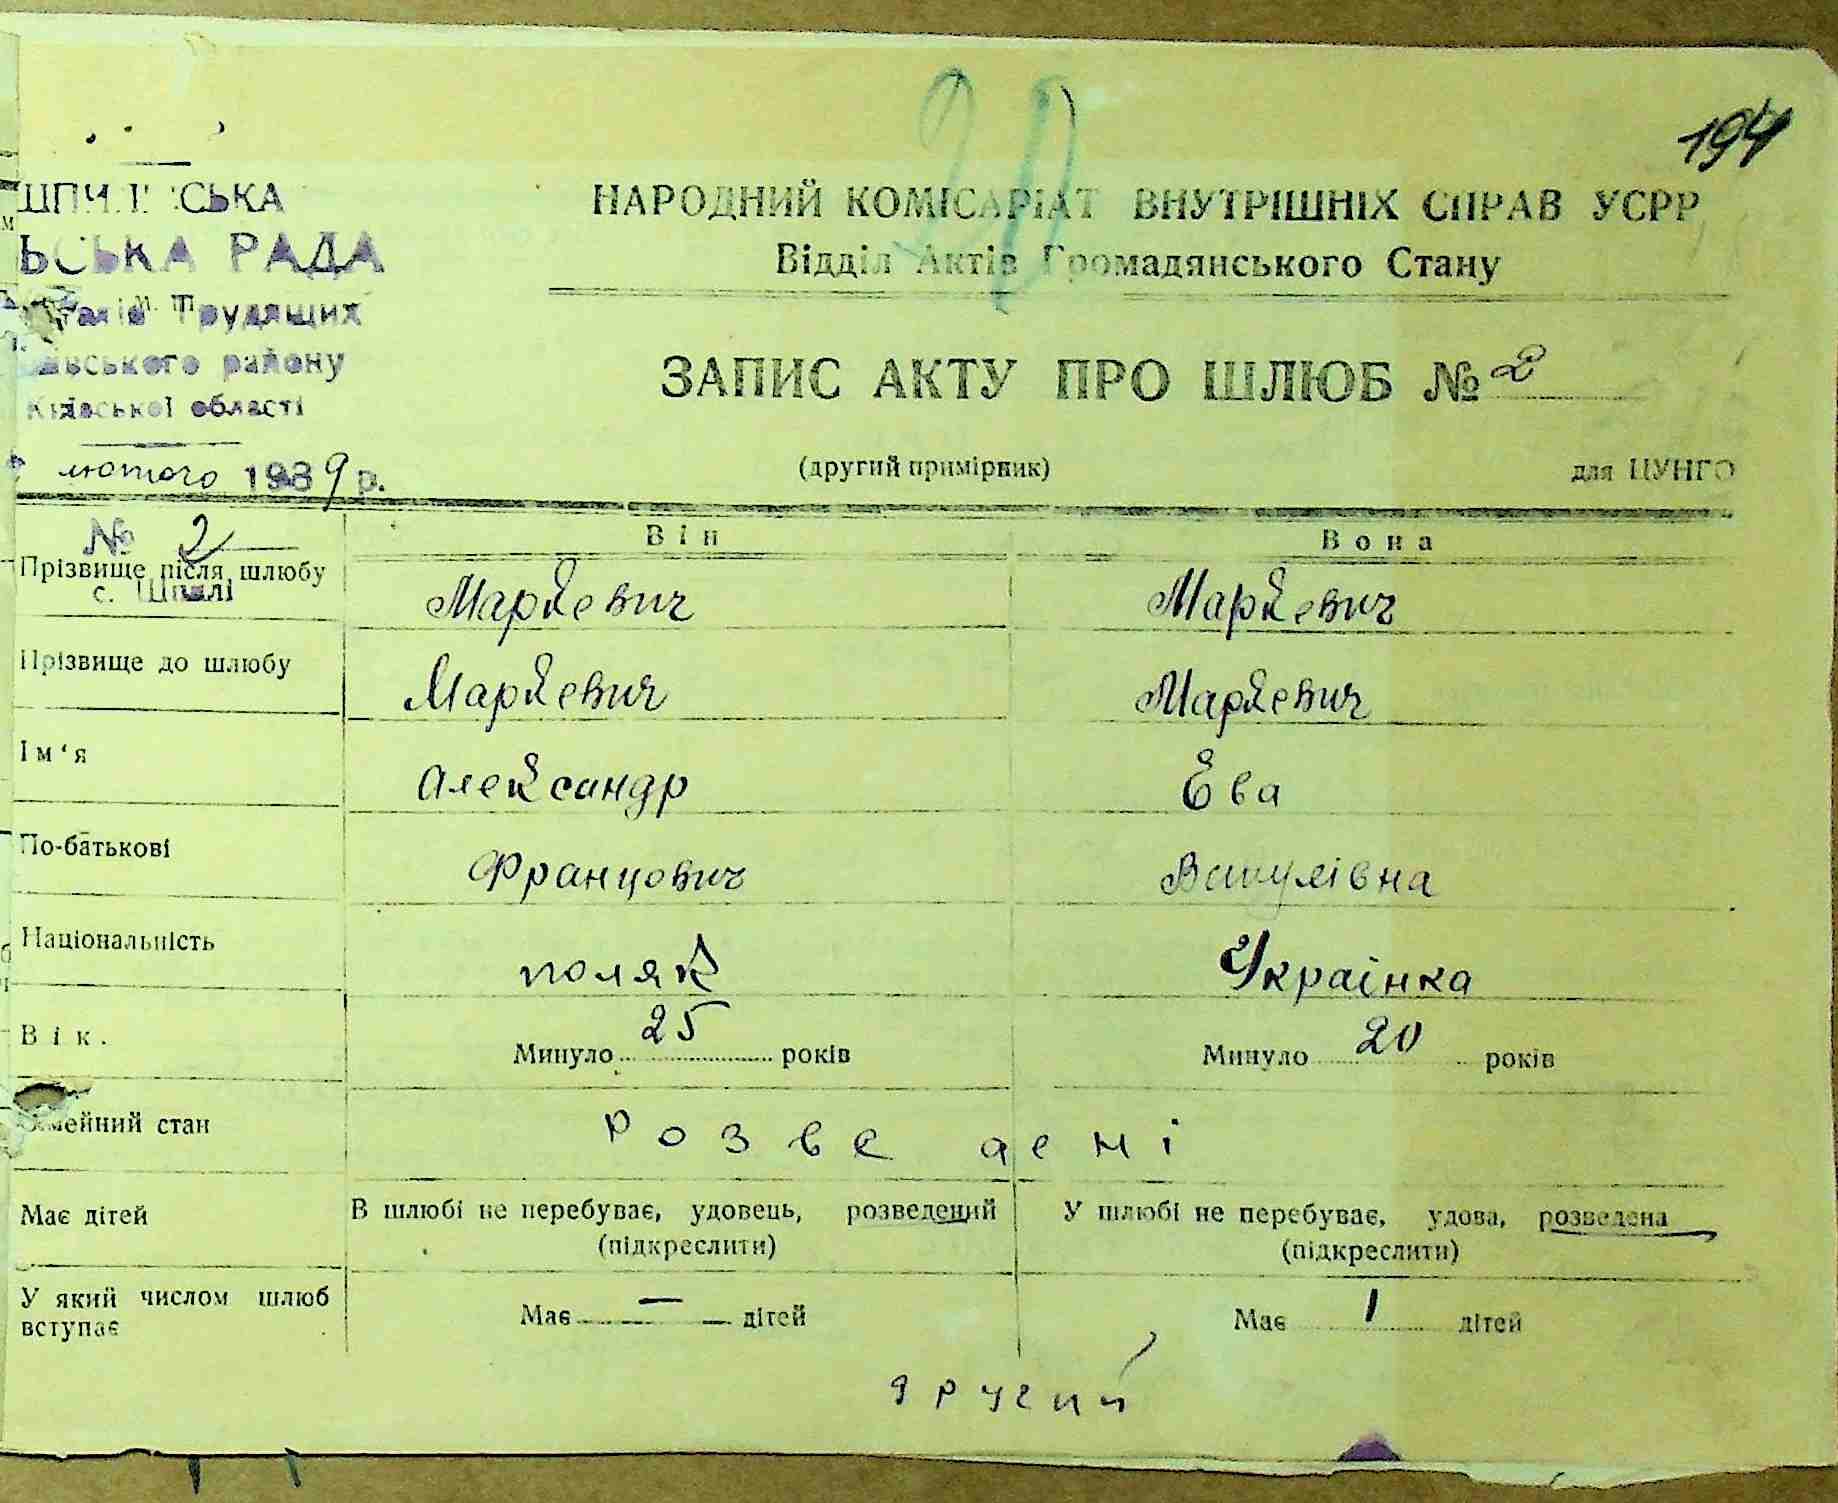 194
20
СЬКА
ЬСЬКА РАДА
Трудящих
району
Київської області
лютого 1939 р.
№ 2
с. Шпилі
НАРОДНИЙ КОМІСАРІАТ ВНУТРІШНІХ СПРАВ УСРР
Відділ Актів Громадянського Стану
ЗАПИС АКТУ ПРО ШЛЮБ № 2
(другий примірник)
для ЦУНГО
Він Вона
Прізвище після шлюбу Маркевич Маркевич
Прізвище до шлюбу Маркевич Маркевич
Ім‘я Александр Ева
По-батькові Францович
Національність поляк Українка
Вік. Минуло 25 років Минуло 20 років
мейний стан розведені
Має дітей В шлюбі не перебуває, удовець, розведений У шлюбі не перебуває, удова, розведена
(підкреслити) (підкреслити)
У який числом шлюб Має — дітей Має 1 дітей
вступає
другий